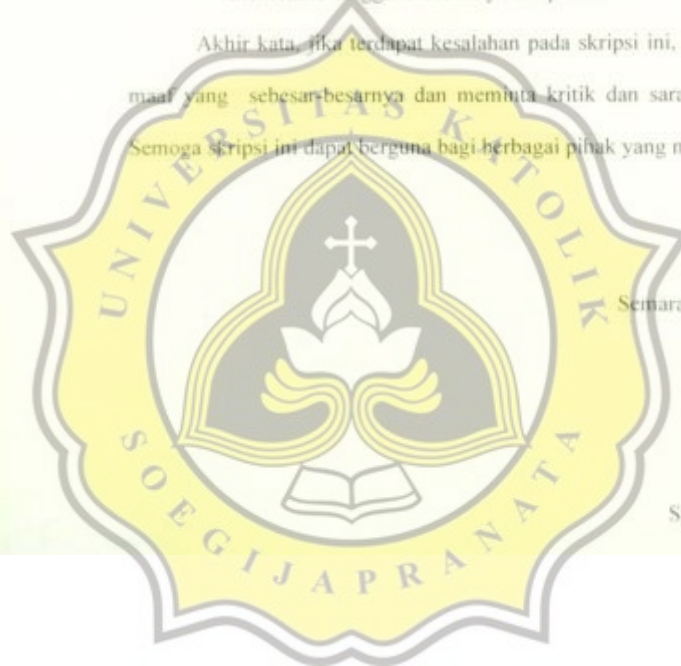 Akhir kata, jika terdapat kesalahan pada skripsi ini,
maaf yang sebesar-besarnya dan meminta kritik dan sara
Semoga skripsi ini dapat berguna bagi berbagai pihak yang
Semara
S
UNIVERSITAS KATOLIK
SOEGIJAPRANATA